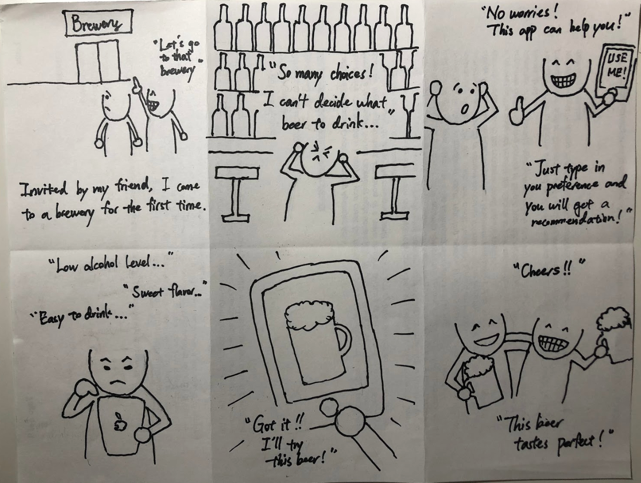 Brewery
"Let's go
to that
brewery"
Invited by my friend, I came
to a brewery for the first time.
"So many choices!
I can't decide what
beer to drink..."
"No worries!
This app can help you!"
USE
ME!
"Just type in
you preference and
you will get a
recommendation!"
"Low alcohol level..."
"Sweet flavor..."
"Easy to drink..."
"Got it!!
I'll try
this beer!"
"Cheers!!"
"This beer
tastes perfect!"